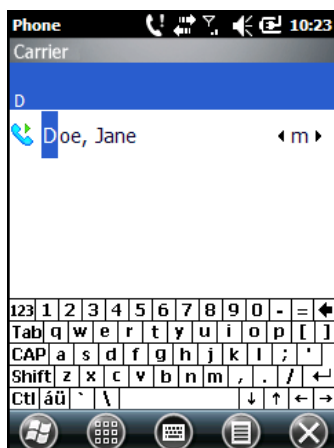 Phone 10:23
Carrier
D
Doe, Jane m
123 1 2 3 4 5 6 7 8 9 0 - =
Tab q w e r t y u i o p [ ]
CAP a s d f g h j k l ; '
Shift z x c v b n m , . /
Ctl áü ` \